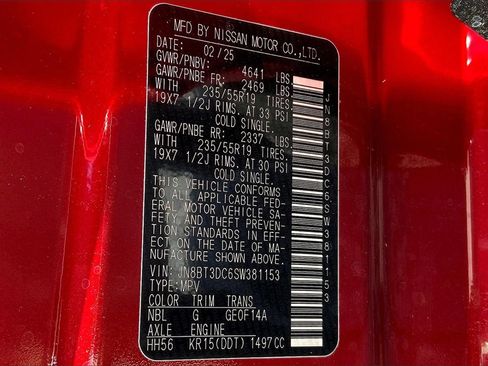 MFD BY NISSAN MOTOR CO.,LTD.
DATE: 02/25
GVWR/PNBV: 4641 LBS
GAWR/PNBE FR: 2469 LBS
WITH 235/55R19 TIRES
19X7 1/2J RIMS. AT 33 PSI
COLD SINGLE.
GAWR/PNBE RR: 2337 LBS.
WITH 235/55R19 TIRES.
19X7 1/2J RIMS. AT 30 PSI
COLD SINGLE.
THIS VEHICLE CONFORMS
TO ALL APPLICABLE FED-
ERAL MOTOR VEHICLE SA-
FETY AND THEFT PREVEN-
TION STANDARDS IN EFF-
ECT ON THE DATE OF MA-
NUFACTURE SHOWN ABOVE.
VIN: JN8BT3DC6SW381153
TYPE:MPV
COLOR TRIM TRANS
NBL G GE0F14A
AXLE ENGINE
HH56 KR15(DDT) 1497CC
JN8BT3DC6SW381153